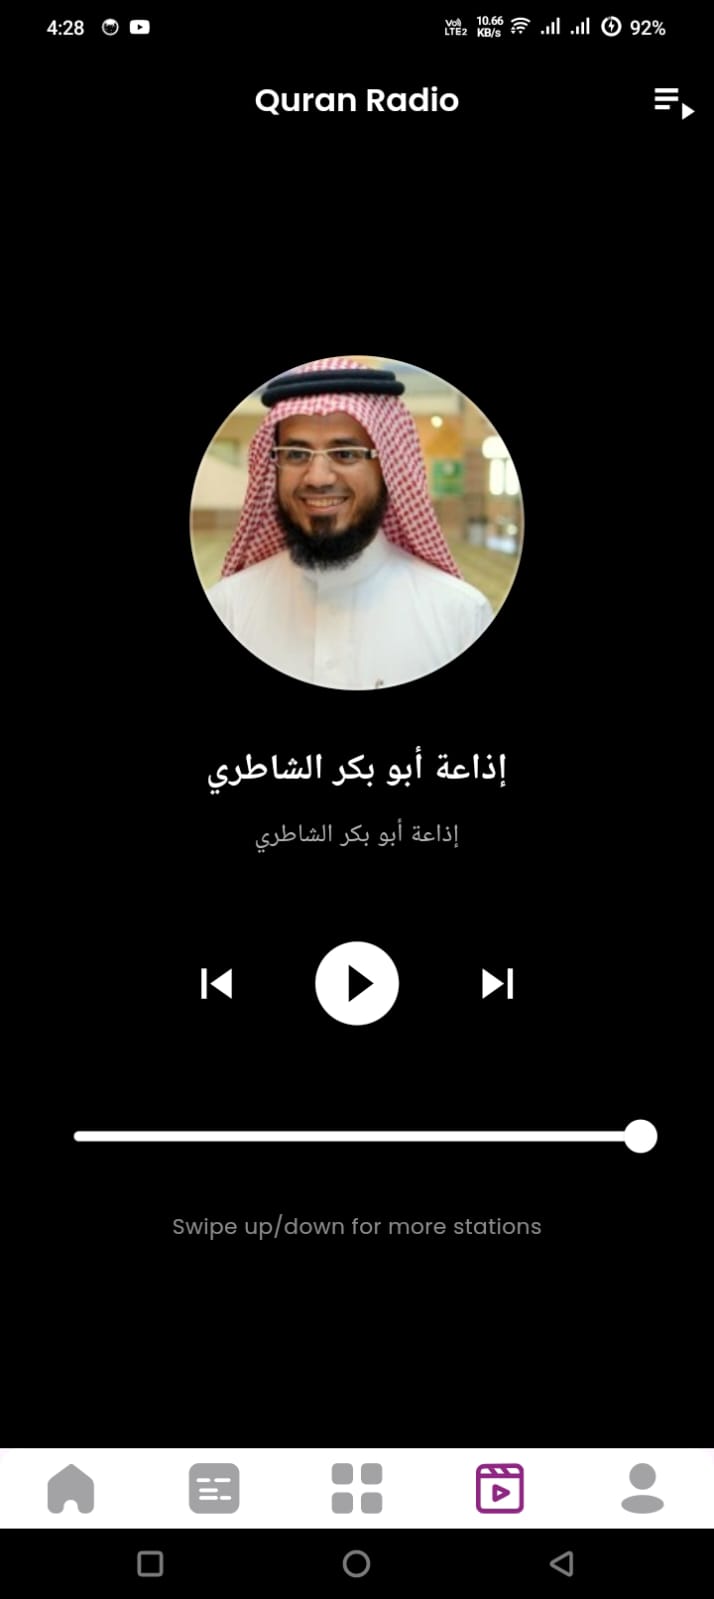 4:28
Vo) LTE2 10.66 KB/s 92%
Quran Radio
إذاعة أبو بكر الشاطري
إذاعة أبو بكر الشاطري
Swipe up/down for more stations